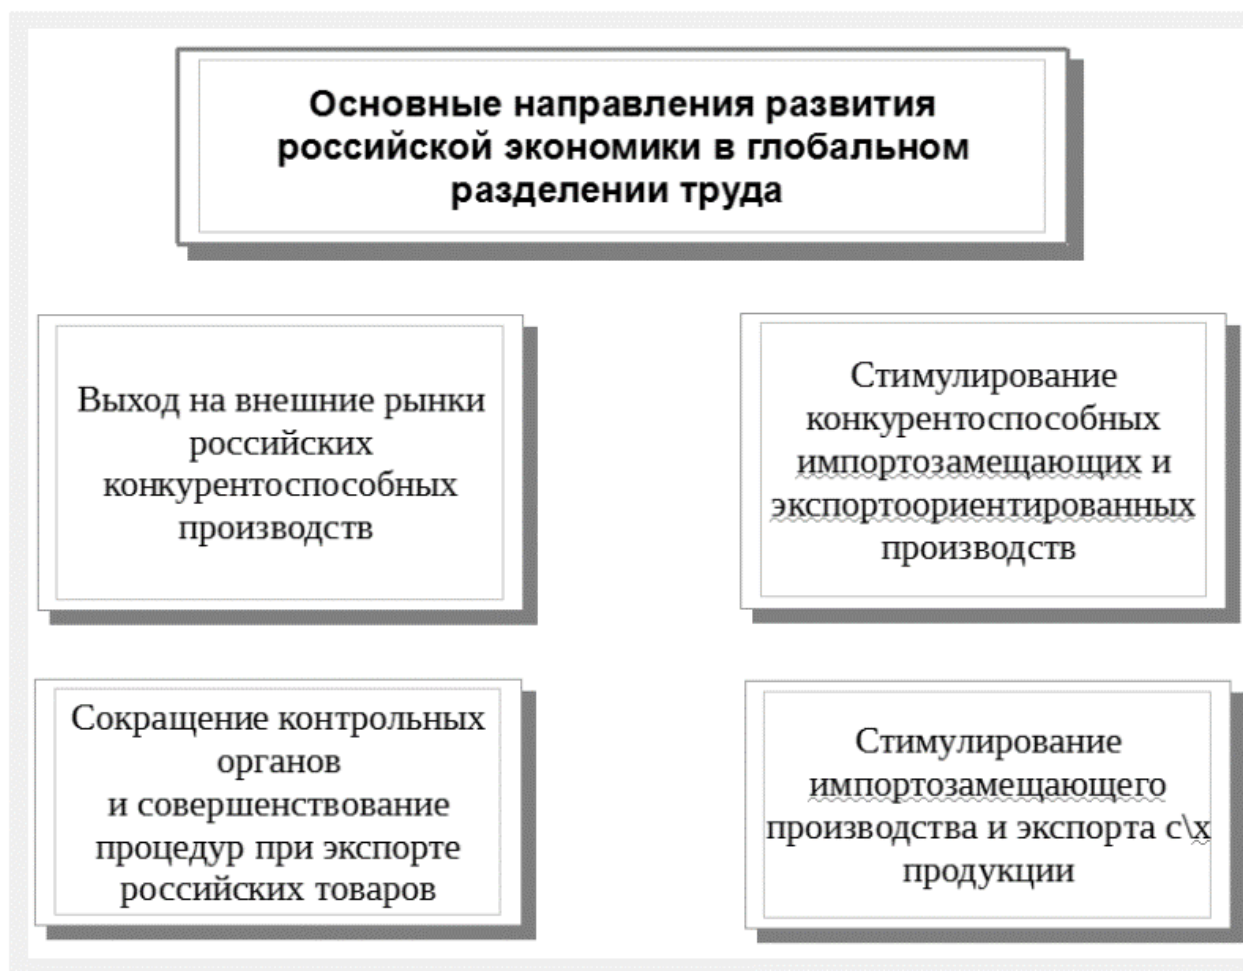 Основные направления развития
российской экономики в глобальном
разделении труда
Выход на внешние рынки
российских
конкурентоспособных
производств
Стимулирование
конкурентоспособных
импортозамещающих и
экспортоориентированных
производств
Сокращение контрольных
органов
и совершенствование
процедур при экспорте
российских товаров
Стимулирование
импортозамещающего
производства и экспорта с\х
продукции